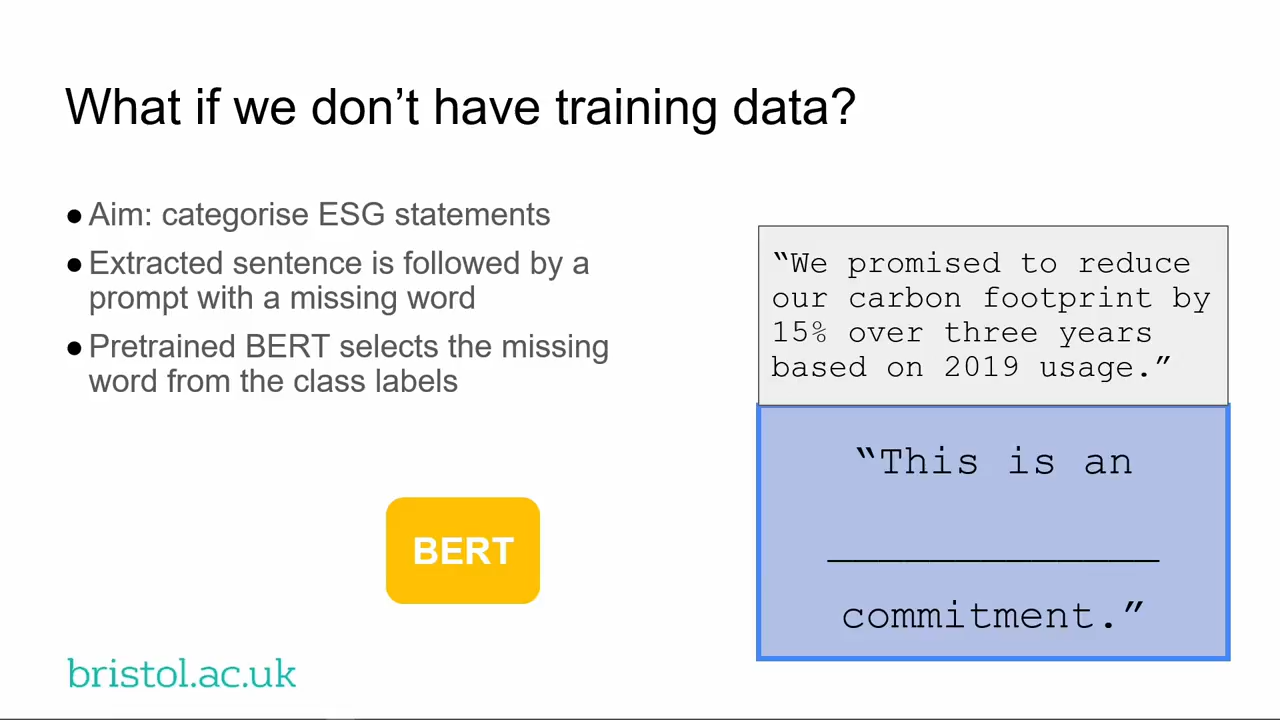 What if we don’t have training data?
● Aim: categorise ESG statements
● Extracted sentence is followed by a
prompt with a missing word
● Pretrained BERT selects the missing
word from the class labels
“We promised to reduce
our carbon footprint by
15% over three years
based on 2019 usage.”
“This is an
_____________
commitment.”
BERT
bristol.ac.uk